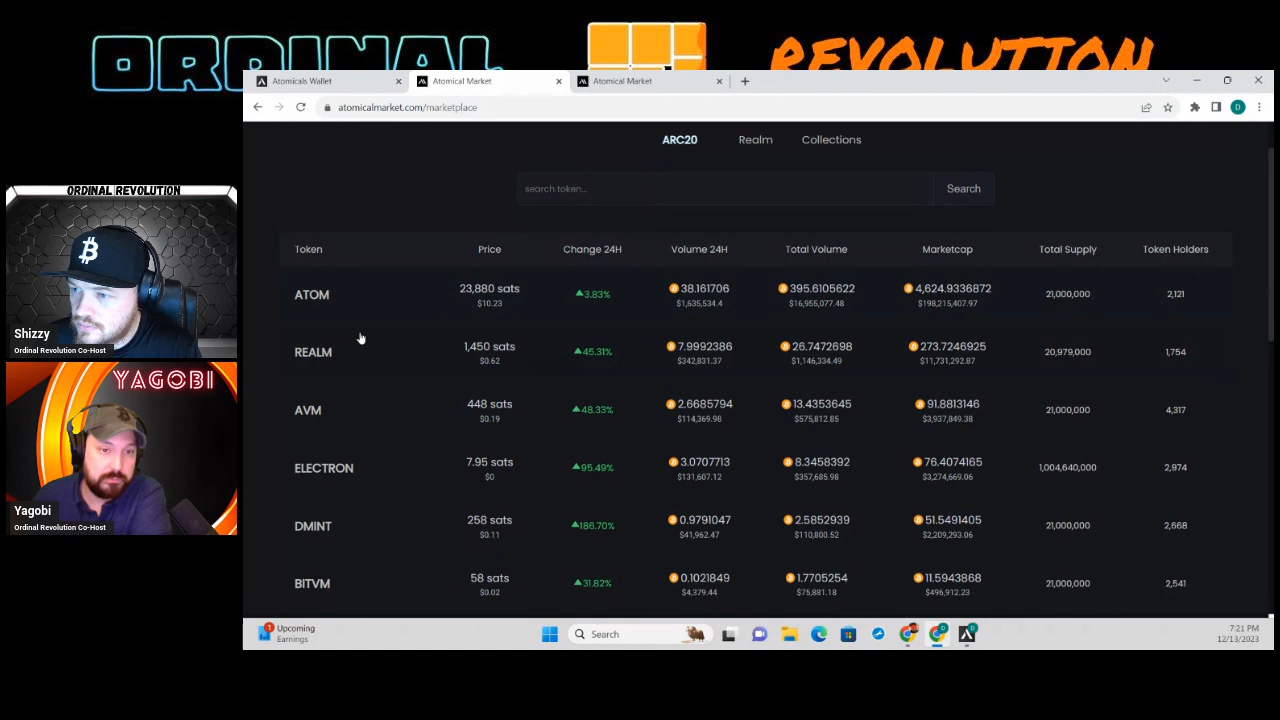 ORDINAL
REVOLUTION
Atomicals Wallet
Atomical Market
Atomical Market
atomicalmarket.com/marketplace
ARC20 Realm Collections
search token...
Search
Token Price Change 24H Volume 24H Total Volume Marketcap Total Supply Token Holders
ATOM 23,880 sats 3.83% 38.161706 395.6105622 4,624.9336872 21,000,000 2,121
$10.23 $1,635,534.4 $16,955,077.48 $198,215,407.97
REALM 1,450 sats 45.31% 7.9992386 26.7472698 273.7246925 20,979,000 1,754
$0.62 $342,831.37 $1,146,334.49 $11,731,292.87
AVM 448 sats 48.33% 2.6685794 13.4353645 91.8813146 21,000,000 4,317
$0.19 $114,369.98 $575,812.85 $3,937,849.38
ELECTRON 7.95 sats 95.49% 3.0707713 8.3458392 76.4074165 1,004,640,000 2,974
$0 $131,607.12 $357,685.98 $3,274,669.06
DMINT 258 sats 186.70% 0.9791047 2.5852939 51.5491405 21,000,000 2,668
$0.11 $41,962.47 $110,800.52 $2,209,293.06
BITVM 58 sats 31.82% 0.1021849 1.7705254 11.5943868 21,000,000 2,541
$0.02 $4,379.44 $75,881.18 $496,912.23
ORDINAL REVOLUTION
Shizzy
Ordinal Revolution Co-Host
YAGOBI
Yagobi
Ordinal Revolution Co-Host
1
Upcoming
Earnings
Search
7:21 PM
12/13/2023